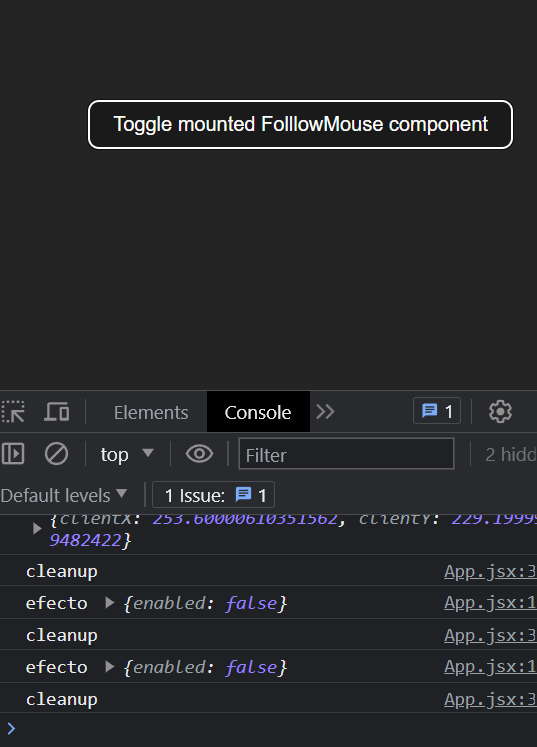 Toggle mounted FolllowMouse component
Elements Console 1
top Filter 2 hidd
Default levels 1 Issue: 1
{clientX: 253.60000610351562, clientY: 229.19999
9482422}
cleanup App.jsx:3
efecto {enabled: false} App.jsx:1
cleanup App.jsx:3
efecto {enabled: false} App.jsx:1
cleanup App.jsx:3